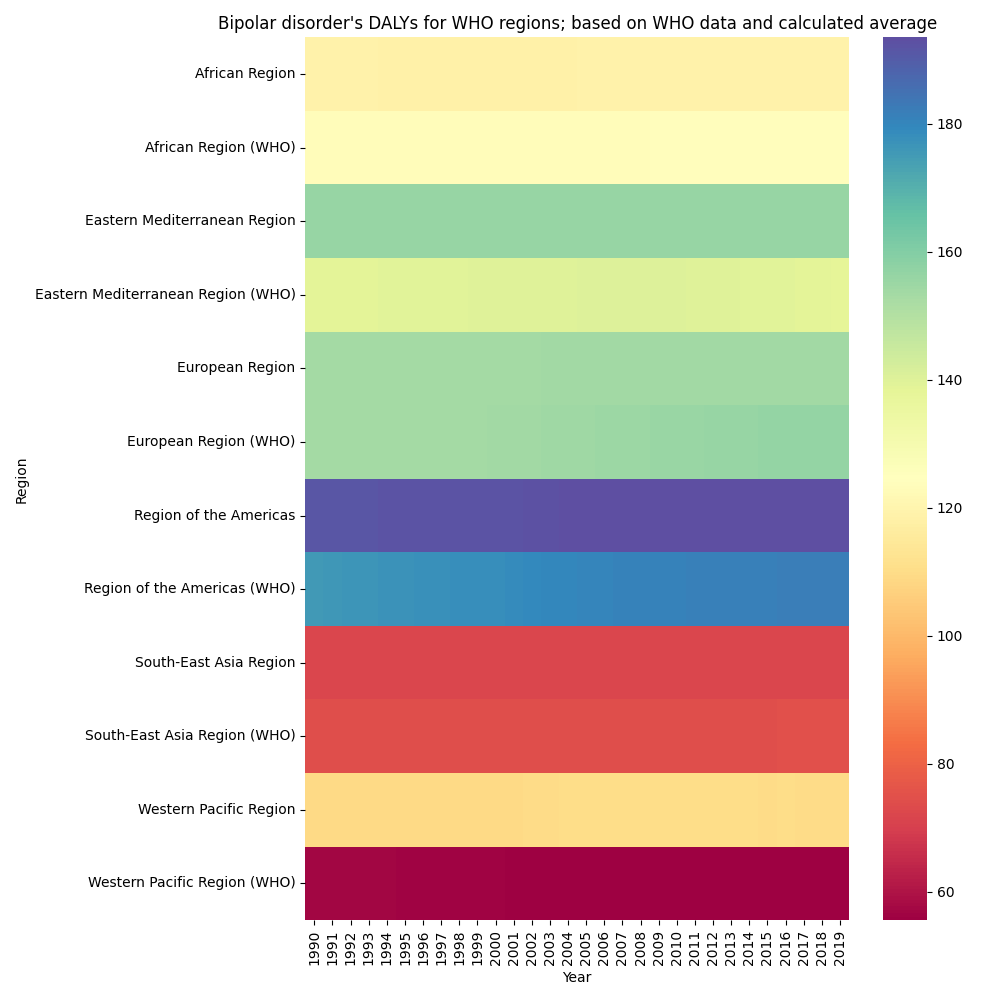 Bipolar disorder's DALYs for WHO regions; based on WHO data and calculated average
African Region
African Region (WHO)
Eastern Mediterranean Region
Eastern Mediterranean Region (WHO)
European Region
European Region (WHO)
Region of the Americas
Region of the Americas (WHO)
South-East Asia Region
South-East Asia Region (WHO)
Western Pacific Region
Western Pacific Region (WHO)
Region
1990
1991
1992
1993
1994
1995
1996
1997
1998
1999
2000
2001
2002
2003
2004
2005
2006
2007
2008
2009
2010
2011
2012
2013
2014
2015
2016
2017
2018
2019
Year
180
160
140
120
100
80
60